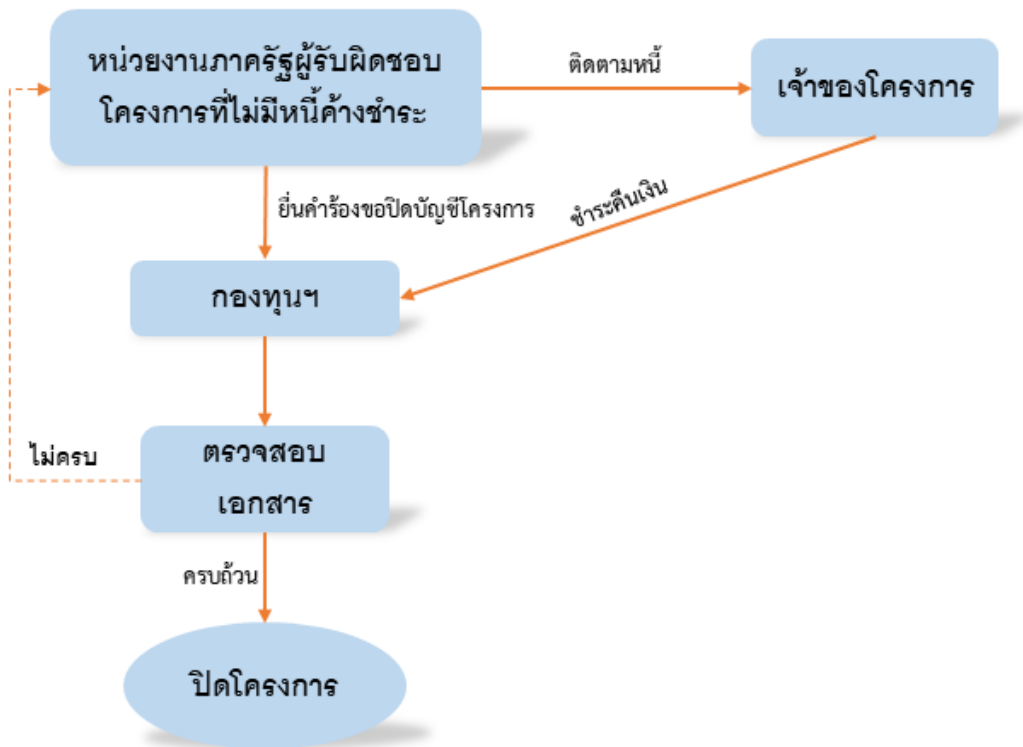 หน่วยงานภาครัฐผู้รับผิดชอบ
โครงการที่ไม่มีหนี้ค้างชำระ
ติดตามหนี้
เจ้าของโครงการ
ยื่นคำร้องขอปิดบัญชีโครงการ
ชำระคืนเงิน
กองทุนฯ
ไม่ครบ
ตรวจสอบ
เอกสาร
ครบถ้วน
ปิดโครงการ